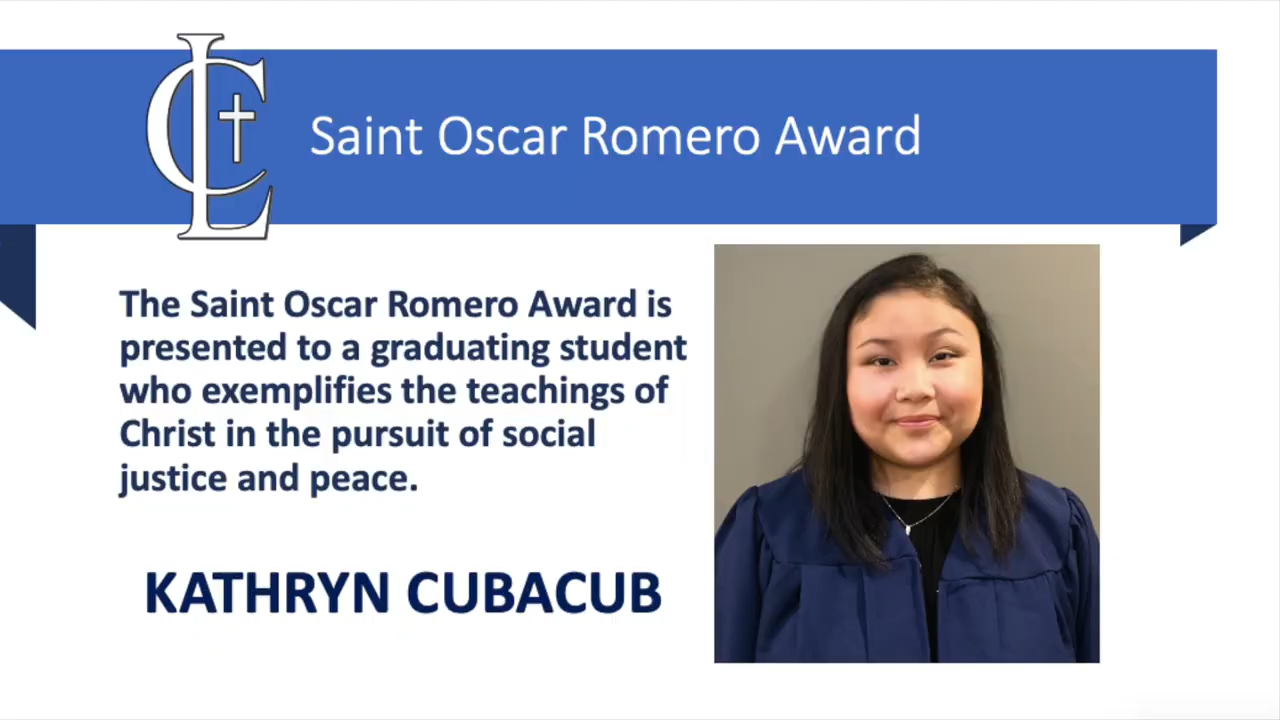 Saint Oscar Romero Award
The Saint Oscar Romero Award is
presented to a graduating student
who exemplifies the teachings of
Christ in the pursuit of social
justice and peace.
KATHRYN CUBACUB